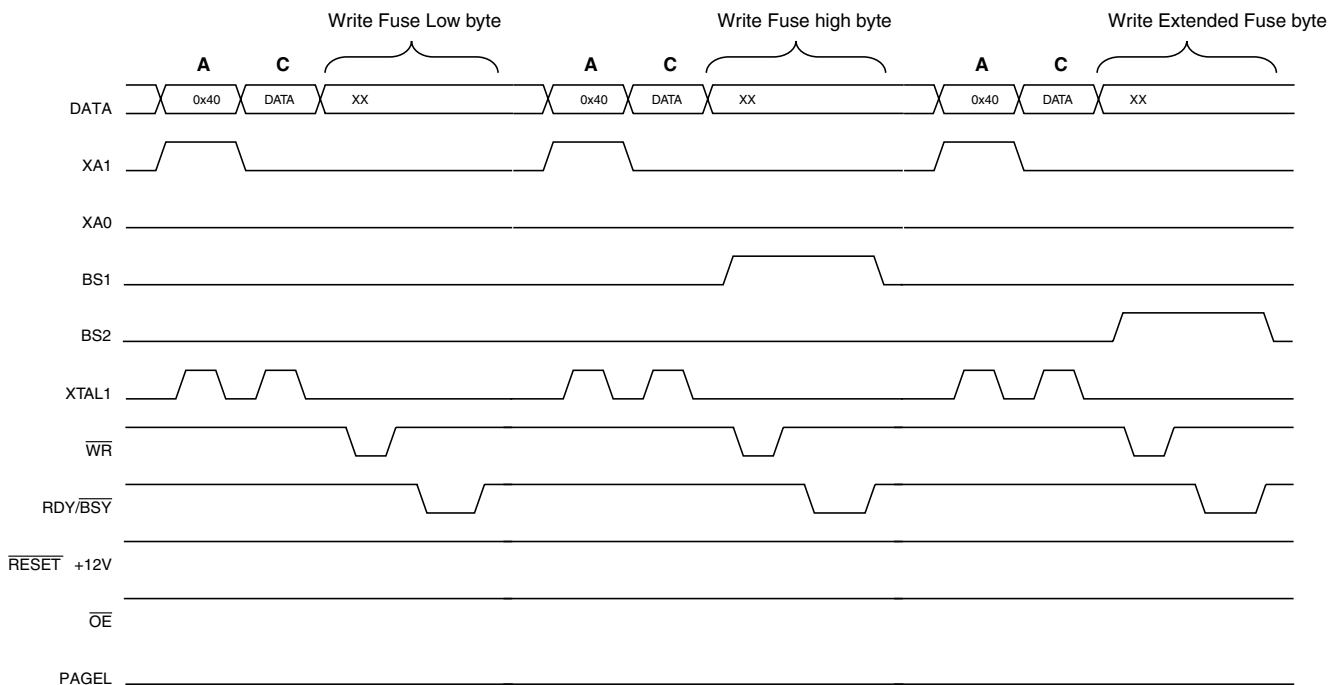 Write Fuse Low byte Write Fuse high byte Write Extended Fuse byte
A C A C A C
DATA 0x40 DATA XX 0x40 DATA XX 0x40 DATA XX
XA1
XA0
BS1
BS2
XTAL1
WR
RDY/BSY
RESET +12V
OE
PAGEL